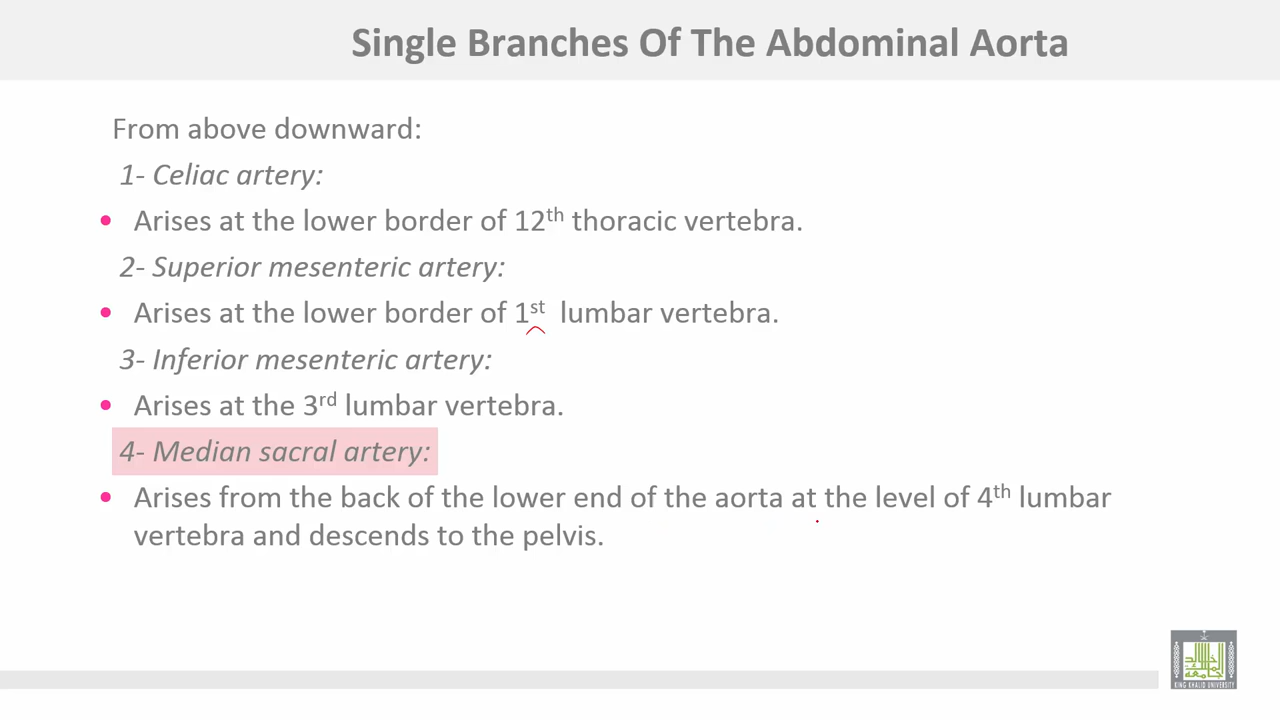 Single Branches Of The Abdominal Aorta
From above downward:
1- Celiac artery:
• Arises at the lower border of 12th thoracic vertebra.
2- Superior mesenteric artery:
• Arises at the lower border of 1st lumbar vertebra.
3- Inferior mesenteric artery:
• Arises at the 3rd lumbar vertebra.
4- Median sacral artery:
• Arises from the back of the lower end of the aorta at the level of 4th lumbar
vertebra and descends to the pelvis.
KING KHALID UNIVERSITY